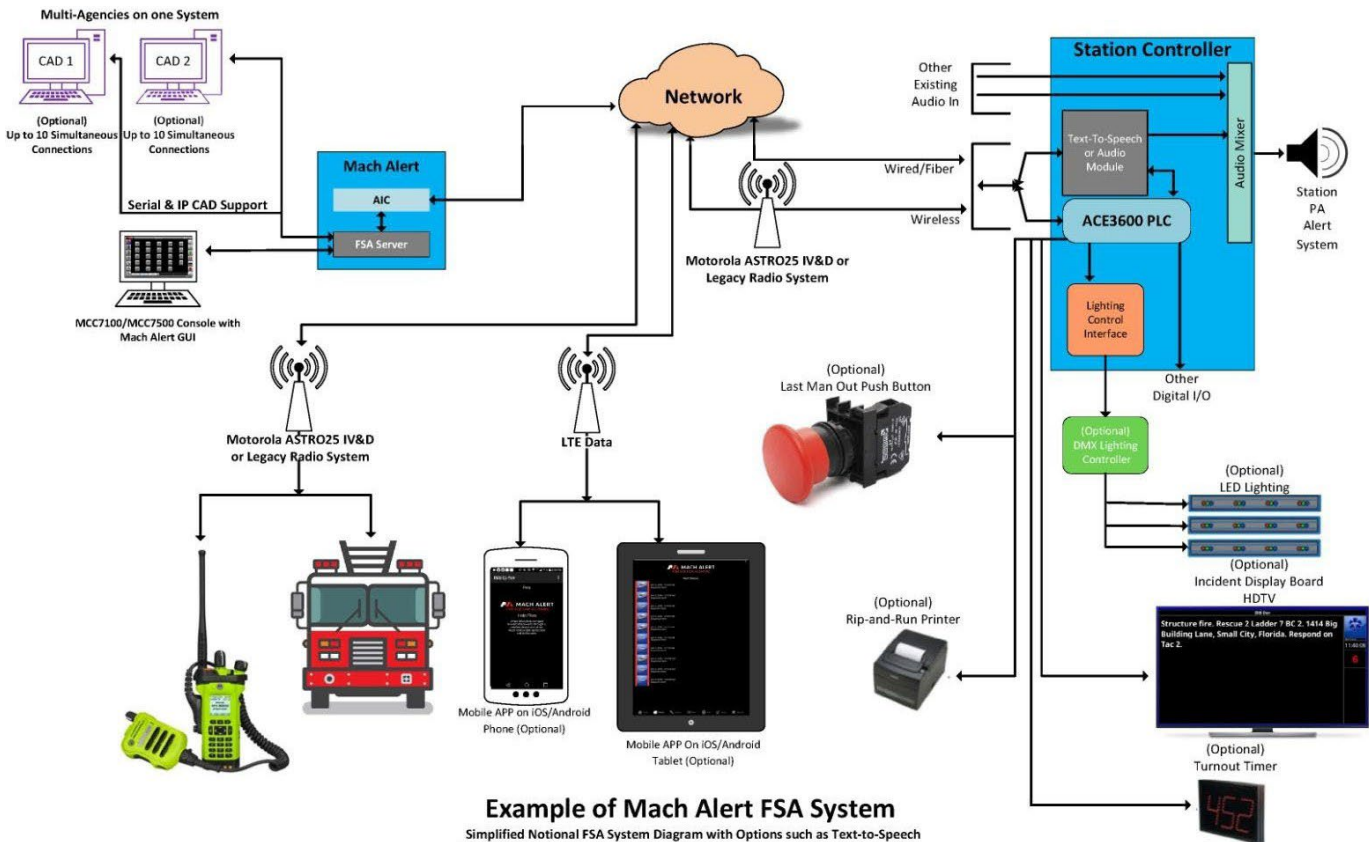 Multi-Agencies on one System
CAD 1
CAD 2
(Optional)
Up to 10 Simultaneous
Connections
(Optional)
Up to 10 Simultaneous
Connections
Serial & IP CAD Support
Mach Alert
AIC
FSA Server
MCC7100/MCC7500 Console with
Mach Alert GUI
Network
Motorola ASTRO25 IV&D or
Legacy Radio System
Wired/Fiber
Wireless
Other
Existing
Audio In
Station Controller
Text-To-Speech
or Audio
Module
ACE3600 PLC
Audio Mixer
Lighting
Control
Interface
Other
Digital I/O
Station
PA
Alert
System
Motorola ASTRO25 IV&D
or Legacy Radio System
LTE Data
(Optional)
Last Man Out Push Button
(Optional)
DMX Lighting
Controller
(Optional)
LED Lighting
(Optional)
Incident Display Board
HDTV
Structure fire. Rescue 2 Ladder 7 BC 2. 1414 Big
Building Lane, Small City, Florida. Respond on
Tac 2.
11:40:08
6
(Optional)
Rip-and-Run Printer
(Optional)
Turnout Timer
452
MACH ALERT
Mobile APP on iOS/Android
Phone (Optional)
MACH ALERT
Mobile APP On iOS/Android
Tablet (Optional)
Example of Mach Alert FSA System
Simplified Notional FSA System Diagram with Options such as Text-to-Speech